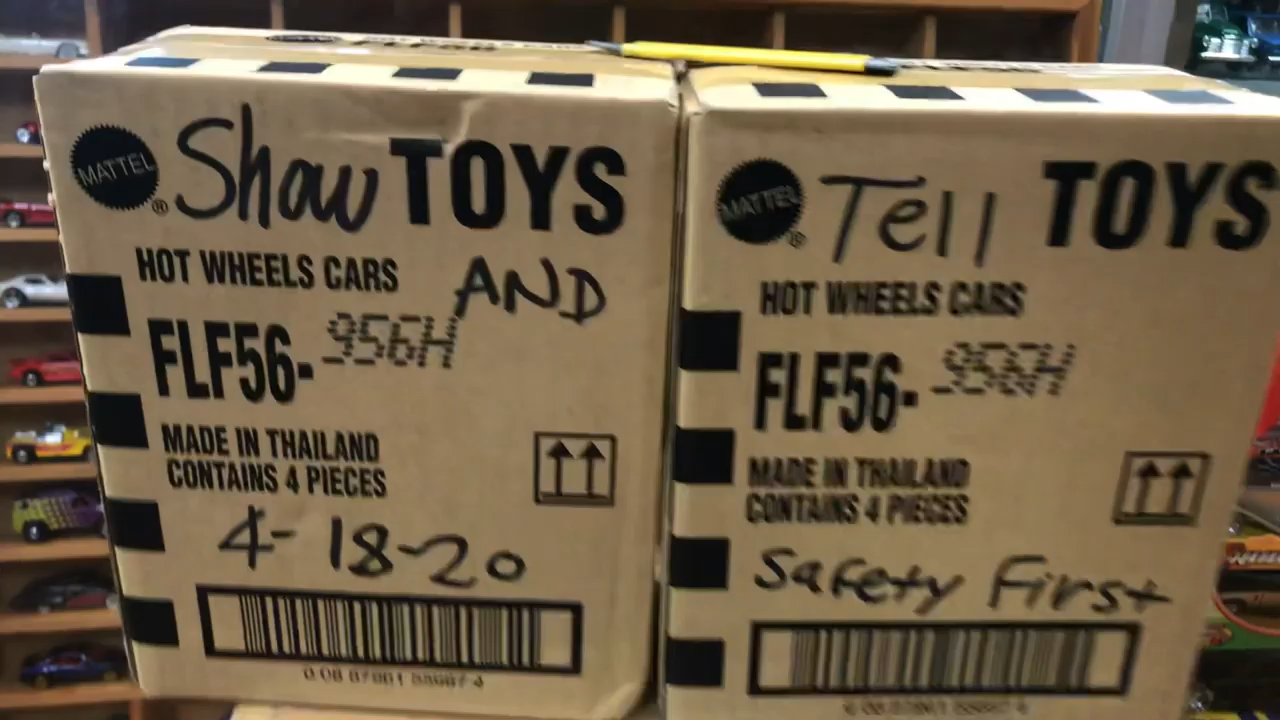 MATTEL ® Show TOYS
HOT WHEELS CARS AND
FLF56-956H
MADE IN THAILAND
CONTAINS 4 PIECES
4-18-20
MATTEL ® Tell TOYS
HOT WHEELS CARS
FLF56-
MADE IN THAILAND
CONTAINS 4 PIECES
Safety First